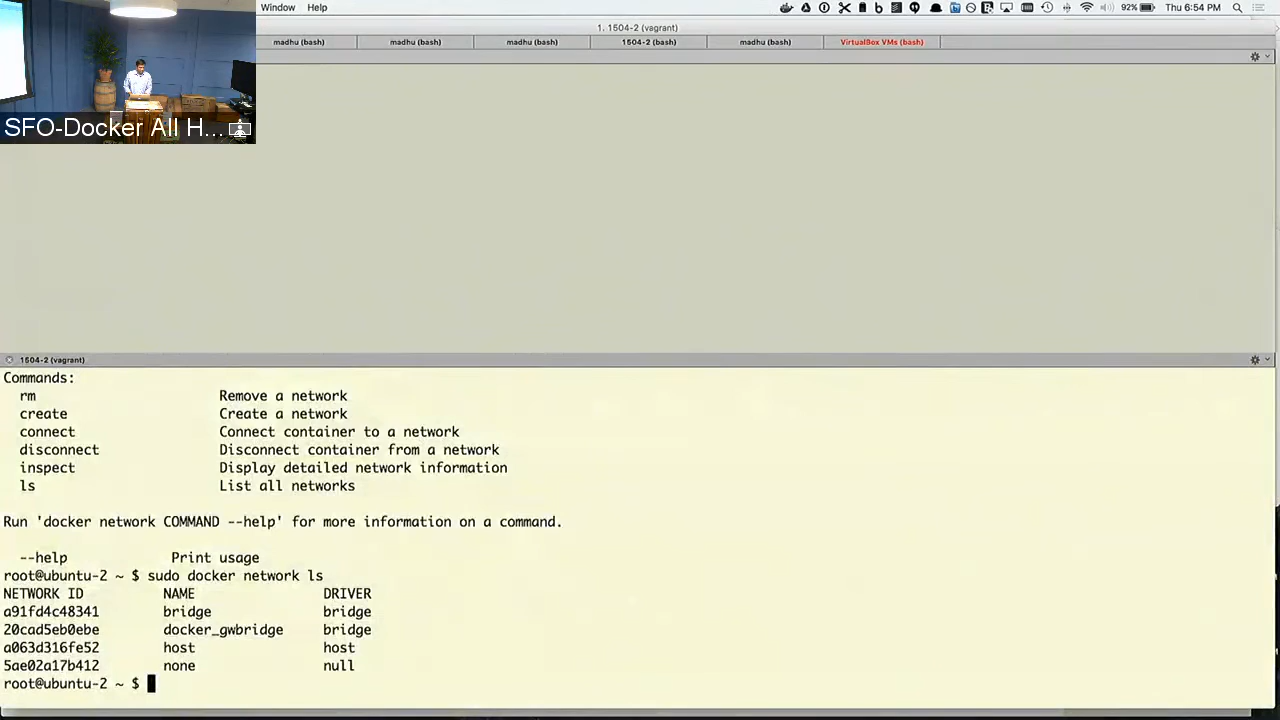 Window Help
92% Thu 6:54 PM
1. 1504-2 (vagrant)
madhu (bash) madhu (bash) madhu (bash) 1504-2 (bash) madhu (bash) VirtualBox VMs (bash)
SFO-Docker All H...
1504-2 (vagrant)
Commands:
rm Remove a network
create Create a network
connect Connect container to a network
disconnect Disconnect container from a network
inspect Display detailed network information
ls List all networks
Run 'docker network COMMAND --help' for more information on a command.
--help Print usage
root@ubuntu-2 ~ $ sudo docker network ls
NETWORK ID NAME DRIVER
a91fd4c48341 bridge bridge
20cad5eb0ebe docker_gwbridge bridge
a063d316fe52 host host
5ae02a17b412 none null
root@ubuntu-2 ~ $